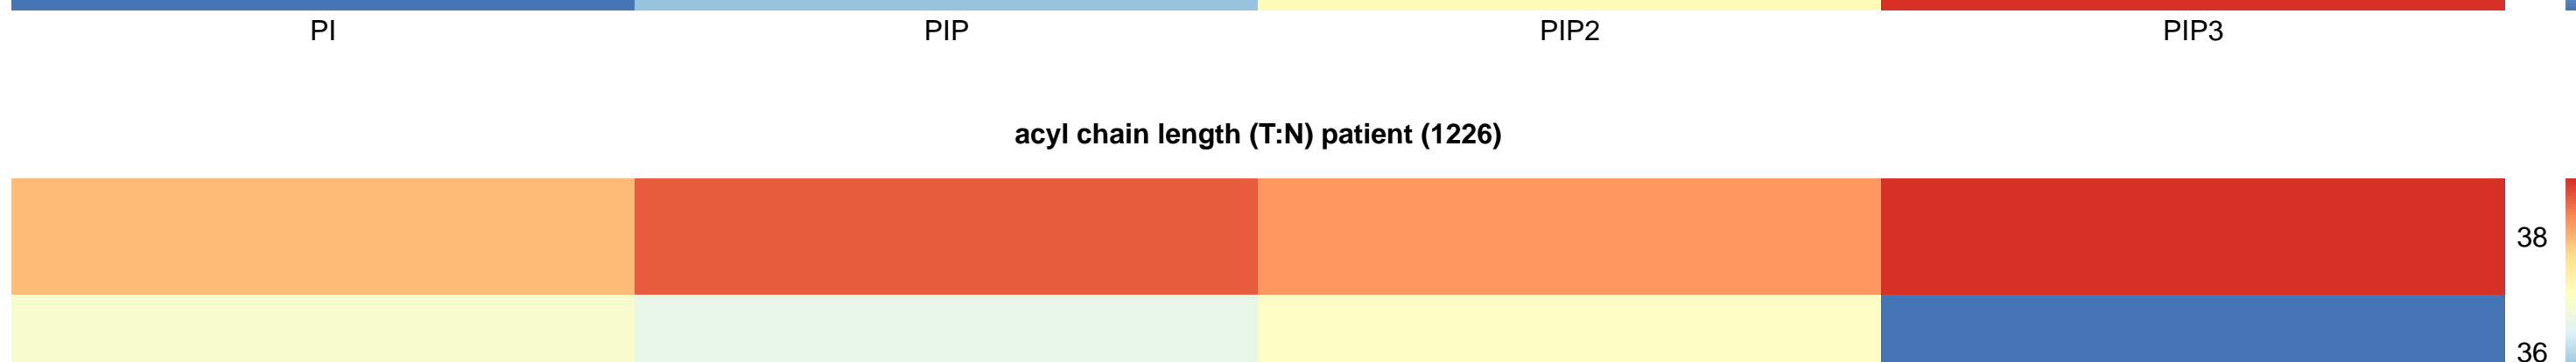 PI PIP PIP2 PIP3
acyl chain length (T:N) patient (1226)
38
36